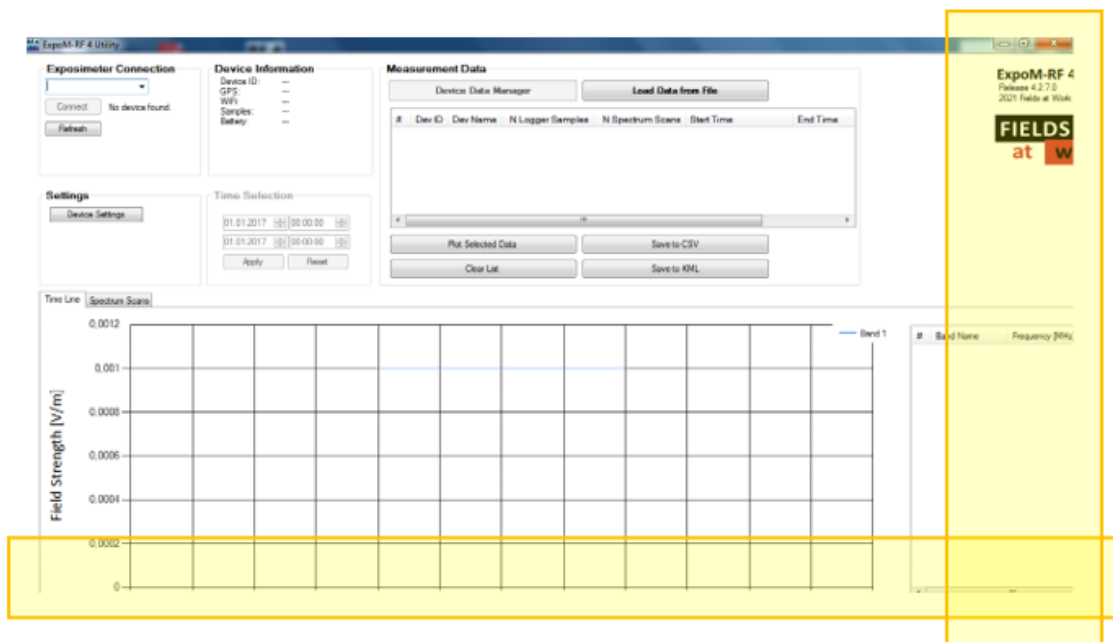 ExpoM-RF 4 Utility
Exposimeter Connection
Connect No device found.
Refresh
Device Information
Device ID: ---
GPS: ---
WiFi: ---
Samples: ---
Battery: ---
Measurement Data
Device Data Manager Load Data from File
# Dev ID Dev Name N Logger Samples N Spectrum Scans Start Time End Time
ExpoM-RF 4
Release 4.2.7.0
2021 Fields at Work
FIELDS
at W
Settings
Device Settings
Time Selection
01.01.2017 00:00:00
01.01.2017 00:00:00
Apply Reset
Plot Selected Data Save to CSV
Clear List Save to KML
Time Line Spectrum Scans
Field Strength [V/m]
0,0012
0,001
0,0008
0,0006
0,0004
0,0002
0
Band 1
# Band Name Frequency [MHz]